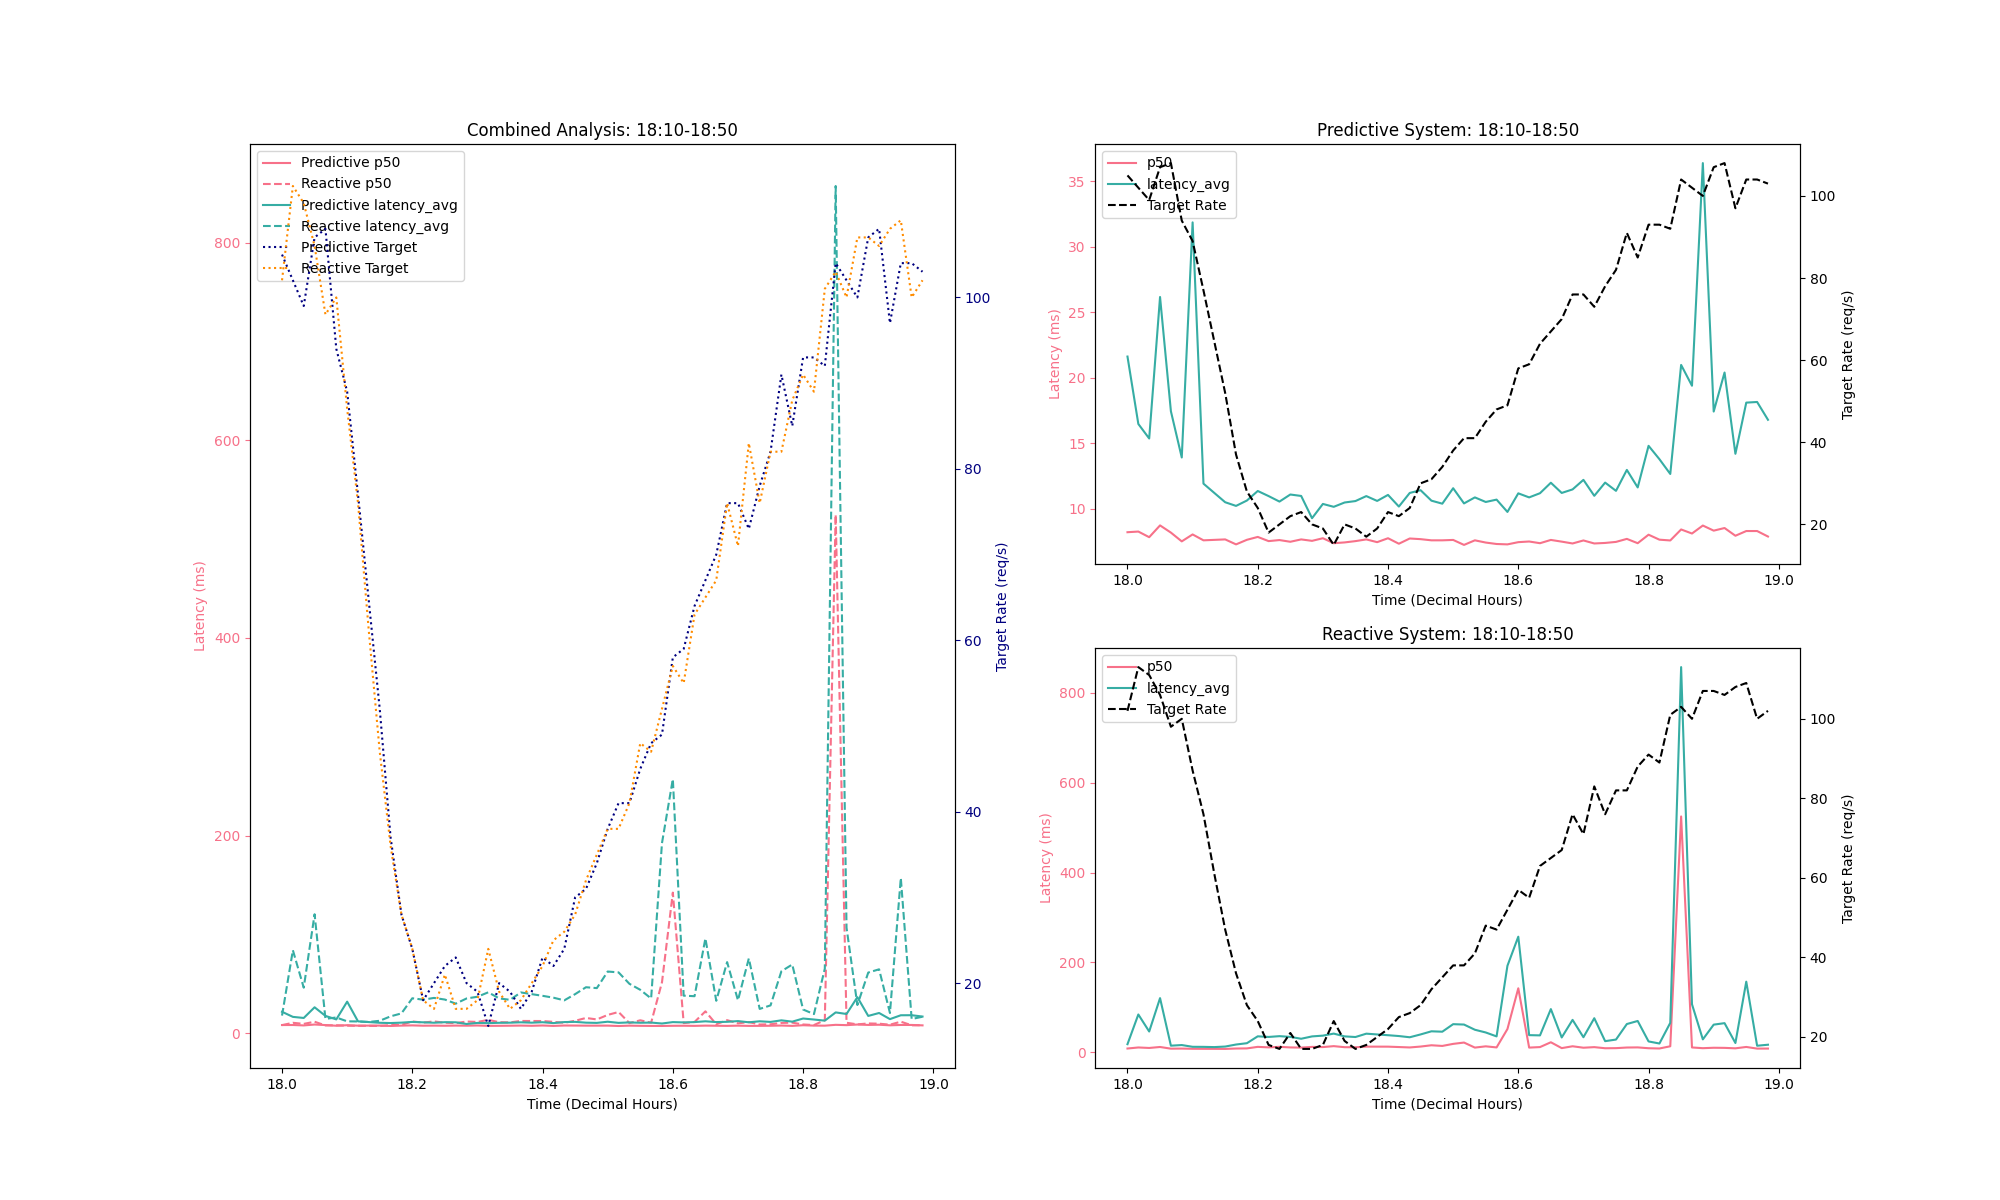 Combined Analysis: 18:10-18:50
Predictive p50
Reactive p50
Predictive latency_avg
Reactive latency_avg
Predictive Target
Reactive Target
800
600
400
200
0
Latency (ms)
100
80
60
40
20
Target Rate (req/s)
18.0 18.2 18.4 18.6 18.8 19.0
Time (Decimal Hours)
Predictive System: 18:10-18:50
p50
latency_avg
Target Rate
35
30
25
20
15
10
Latency (ms)
100
80
60
40
20
Target Rate (req/s)
18.0 18.2 18.4 18.6 18.8 19.0
Time (Decimal Hours)
Reactive System: 18:10-18:50
p50
latency_avg
Target Rate
800
600
400
200
0
Latency (ms)
100
80
60
40
20
Target Rate (req/s)
18.0 18.2 18.4 18.6 18.8 19.0
Time (Decimal Hours)